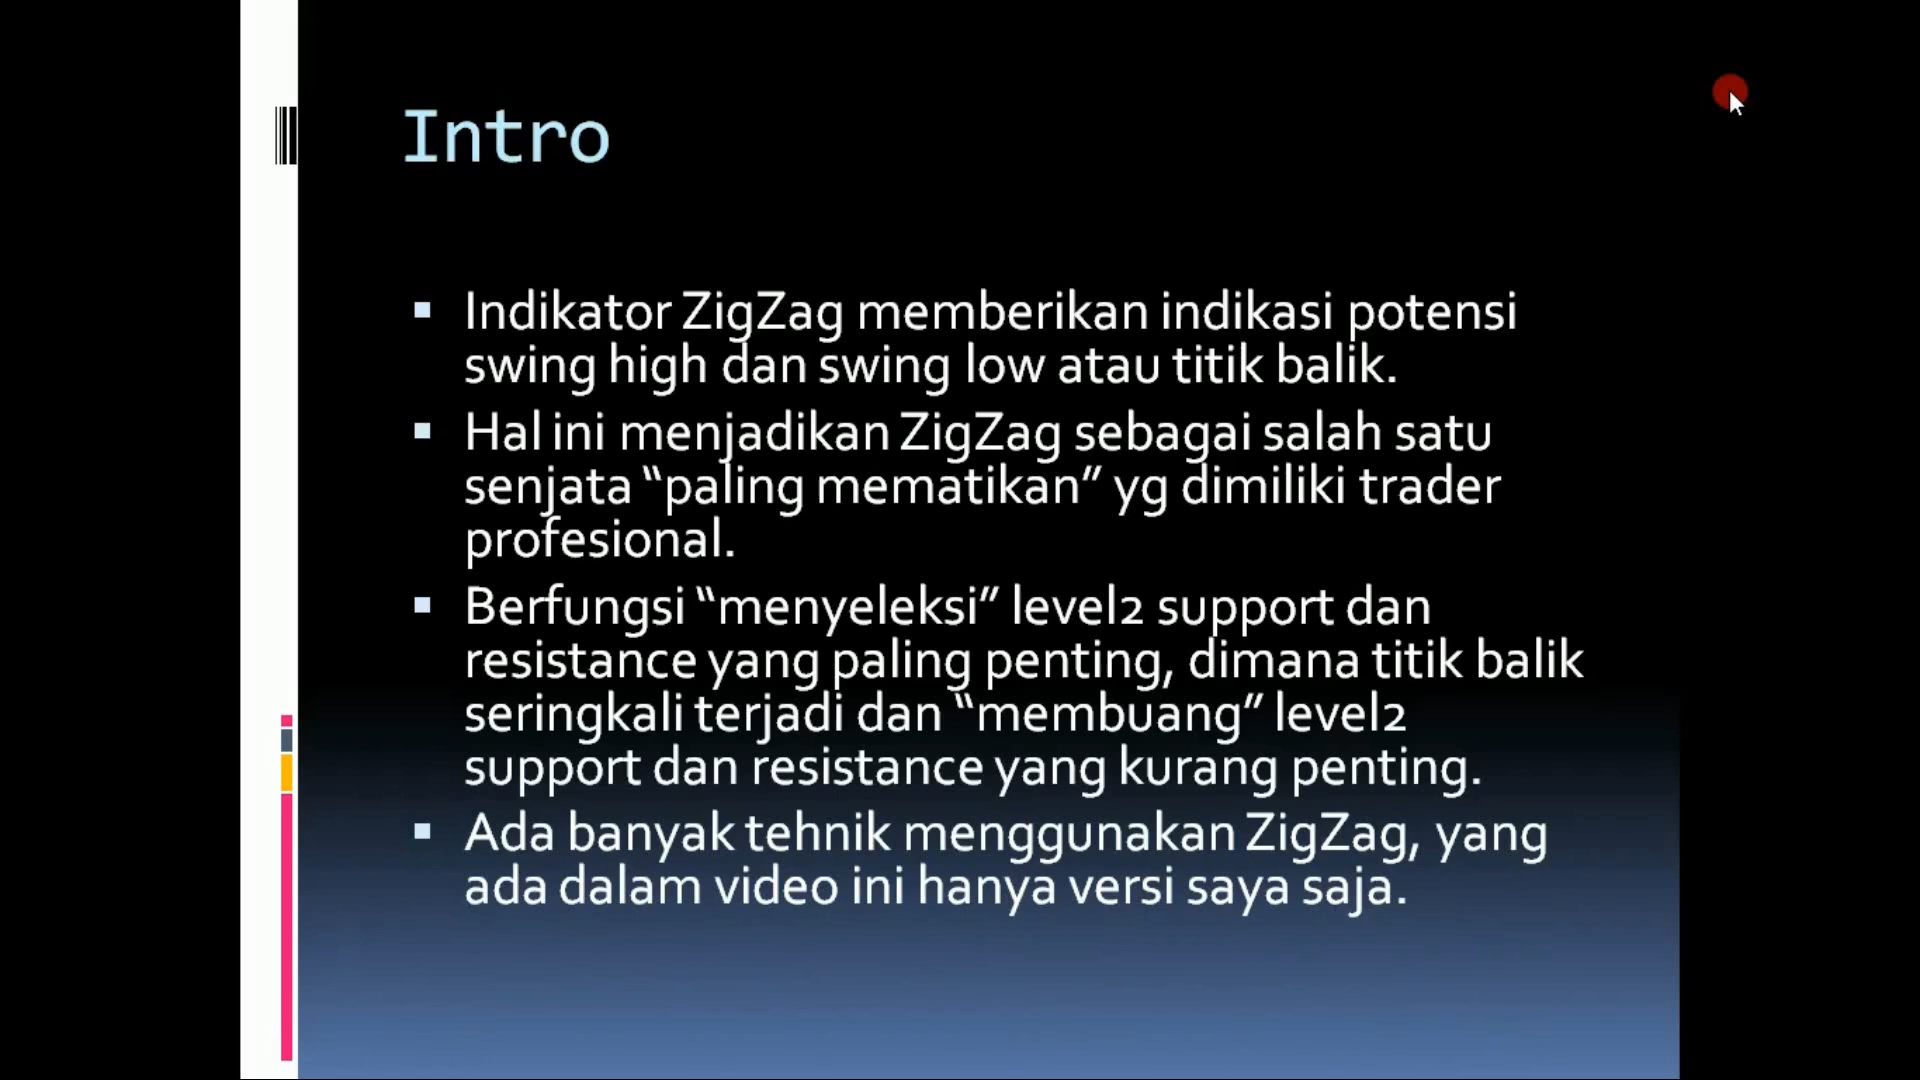 Intro
Indikator ZigZag memberikan indikasi potensi
swing high dan swing low atau titik balik.
Hal ini menjadikan ZigZag sebagai salah satu
senjata “paling mematikan” yg dimiliki trader
profesional.
Berfungsi “menyeleksi” level2 support dan
resistance yang paling penting, dimana titik balik
seringkali terjadi dan “membuang” level2
support dan resistance yang kurang penting.
Ada banyak tehnik menggunakan ZigZag, yang
ada dalam video ini hanya versi saya saja.